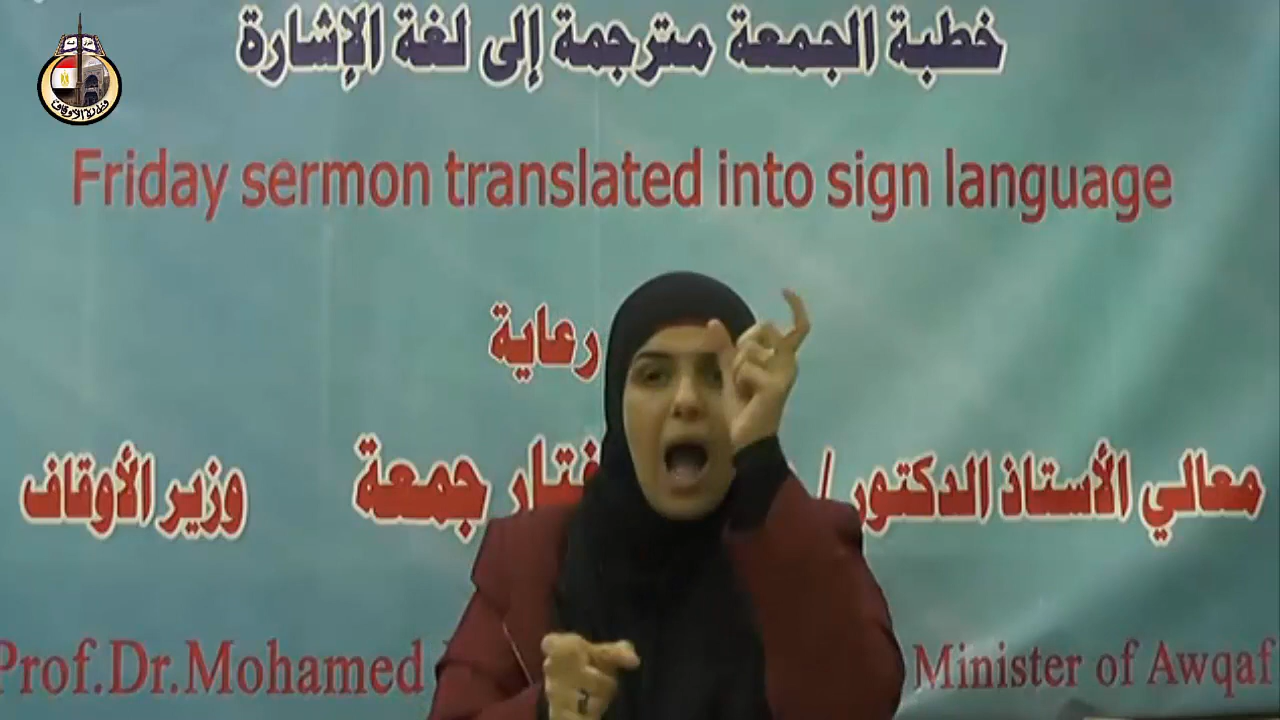 خطبة الجمعة مترجمة إلى لغة الإشارة
Friday sermon translated into sign language
رعاية
معالي الأستاذ الدكتور / جمعة وزير الأوقاف
Prof.Dr.Mohamed Minister of Awqaf